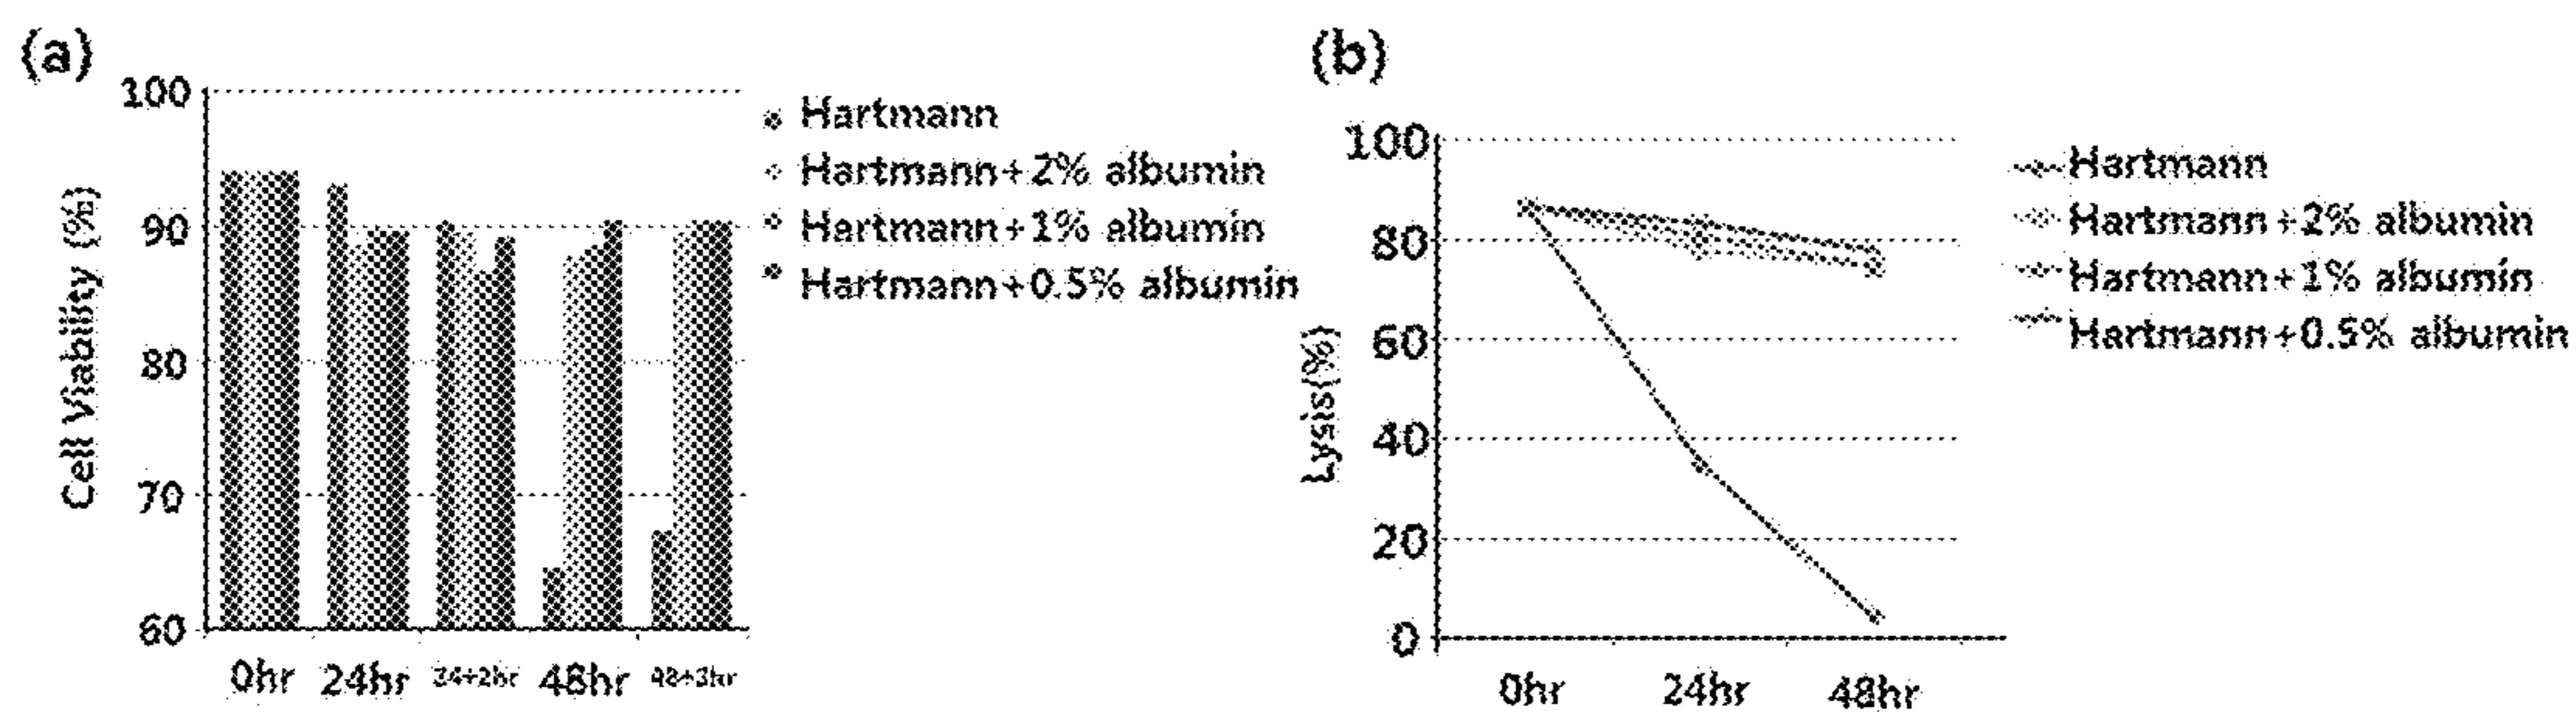 (a)
100
90
80
70
60
Cell Viability (%)
0hr 24hr 24+2hr 48hr 48+3hr
Hartmann
Hartmann+2% albumin
Hartmann+1% albumin
Hartmann+0.5% albumin
(b)
100
80
60
40
20
0
Lysis(%)
0hr 24hr 48hr
Hartmann
Hartmann+2% albumin
Hartmann+1% albumin
Hartmann+0.5% albumin